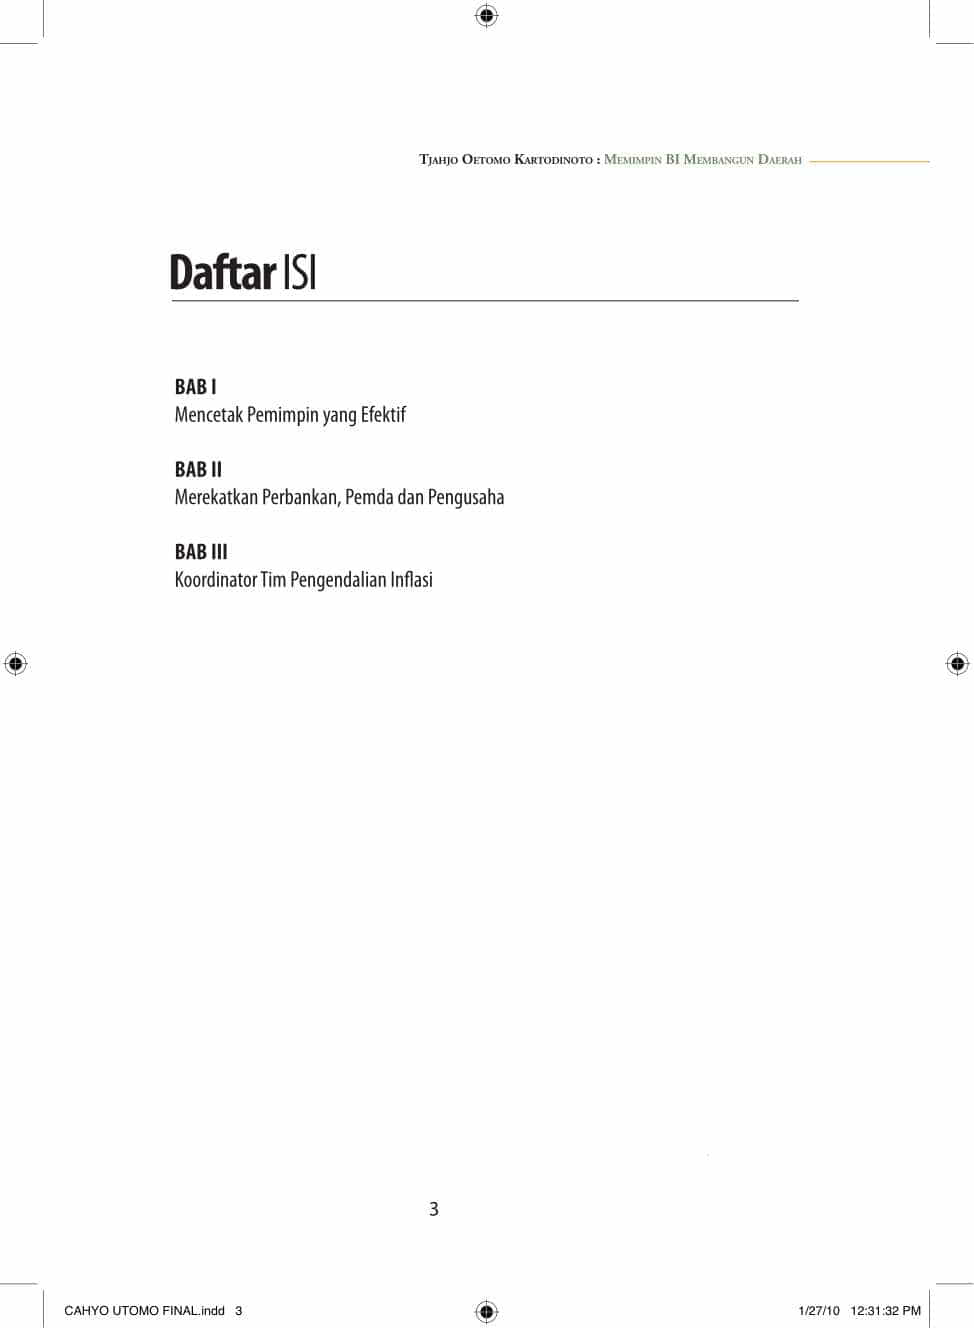 Tjahjo Oetomo Kartodinoto : Memimpin BI Membangun Daerah
Daftar ISI
BAB I
Mencetak Pemimpin yang Efektif
BAB II
Merekatkan Perbankan, Pemda dan Pengusaha
BAB III
Koordinator Tim Pengendalian Inflasi
3
CAHYO UTOMO FINAL.indd 3
1/27/10 12:31:32 PM